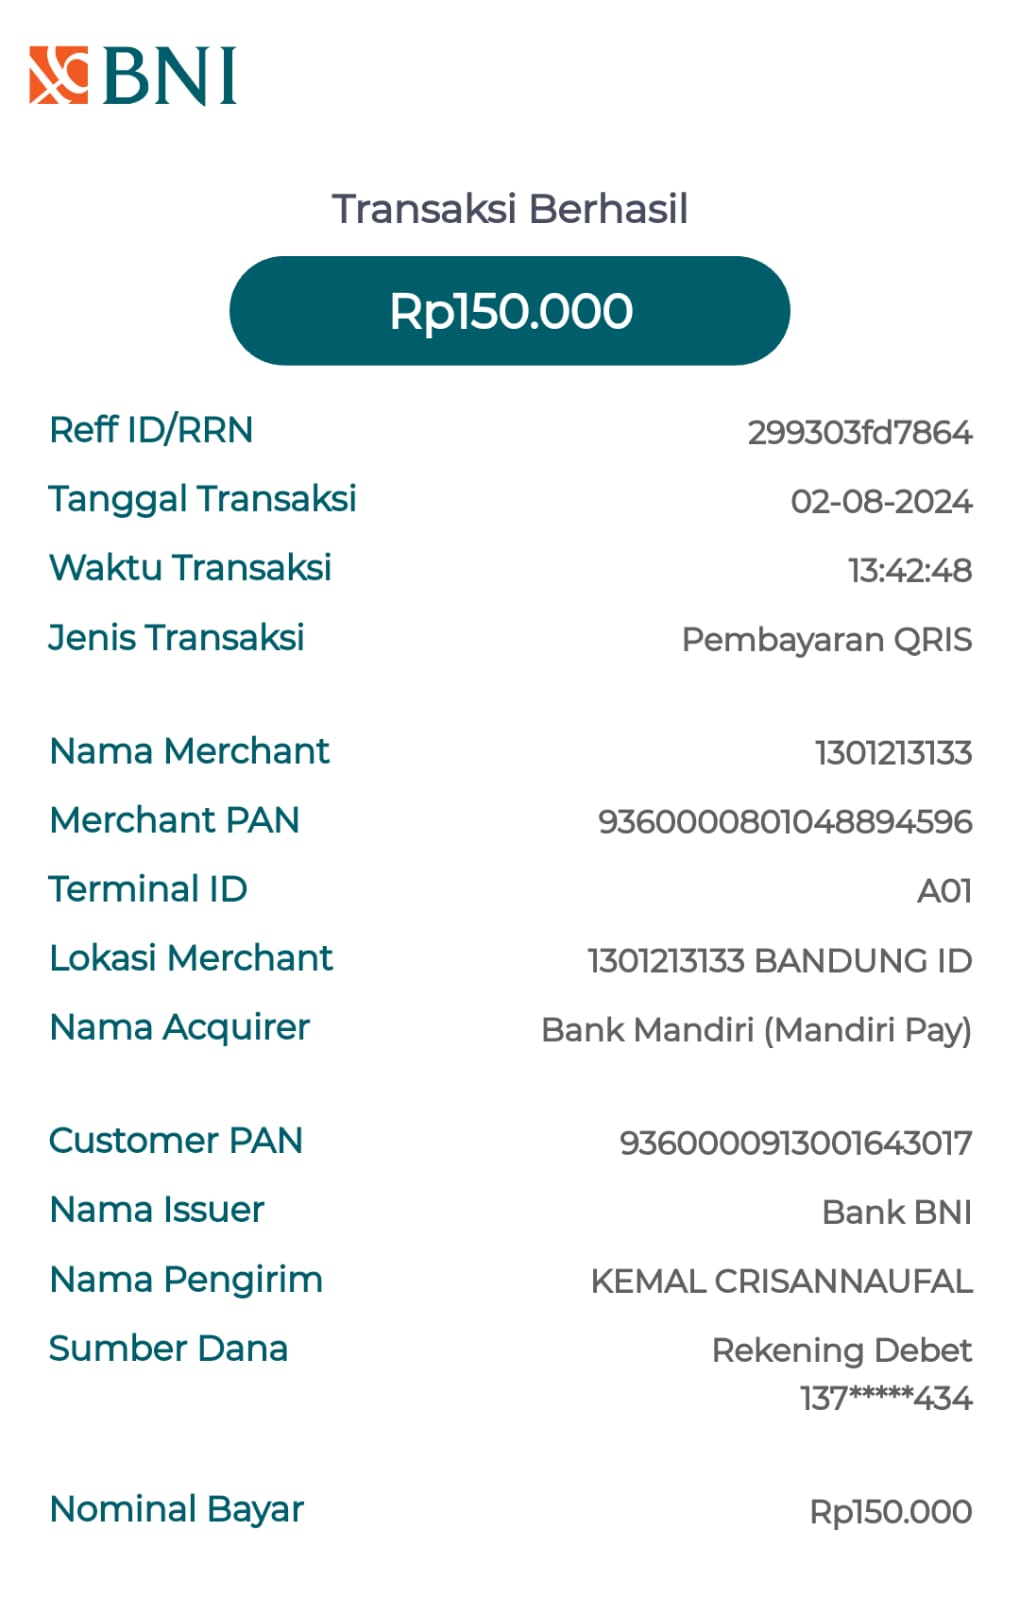 BNI
Transaksi Berhasil
Rp150.000
Reff ID/RRN 299303fd7864
Tanggal Transaksi 02-08-2024
Waktu Transaksi 13:42:48
Jenis Transaksi Pembayaran QRIS
Nama Merchant 1301213133
Merchant PAN 9360000801048894596
Terminal ID A01
Lokasi Merchant 1301213133 BANDUNG ID
Nama Acquirer Bank Mandiri (Mandiri Pay)
Customer PAN 9360000913001643017
Nama Issuer Bank BNI
Nama Pengirim KEMAL CRISANNAUFAL
Sumber Dana Rekening Debet
137*****434
Nominal Bayar Rp150.000